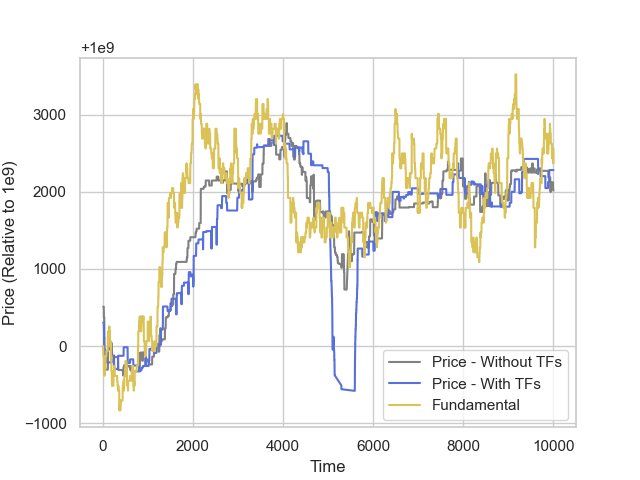 +1e9
Price (Relative to 1e9)
3000
2000
1000
0
−1000
0
2000
4000
6000
8000
10000
Time
Price - Without TFs
Price - With TFs
Fundamental